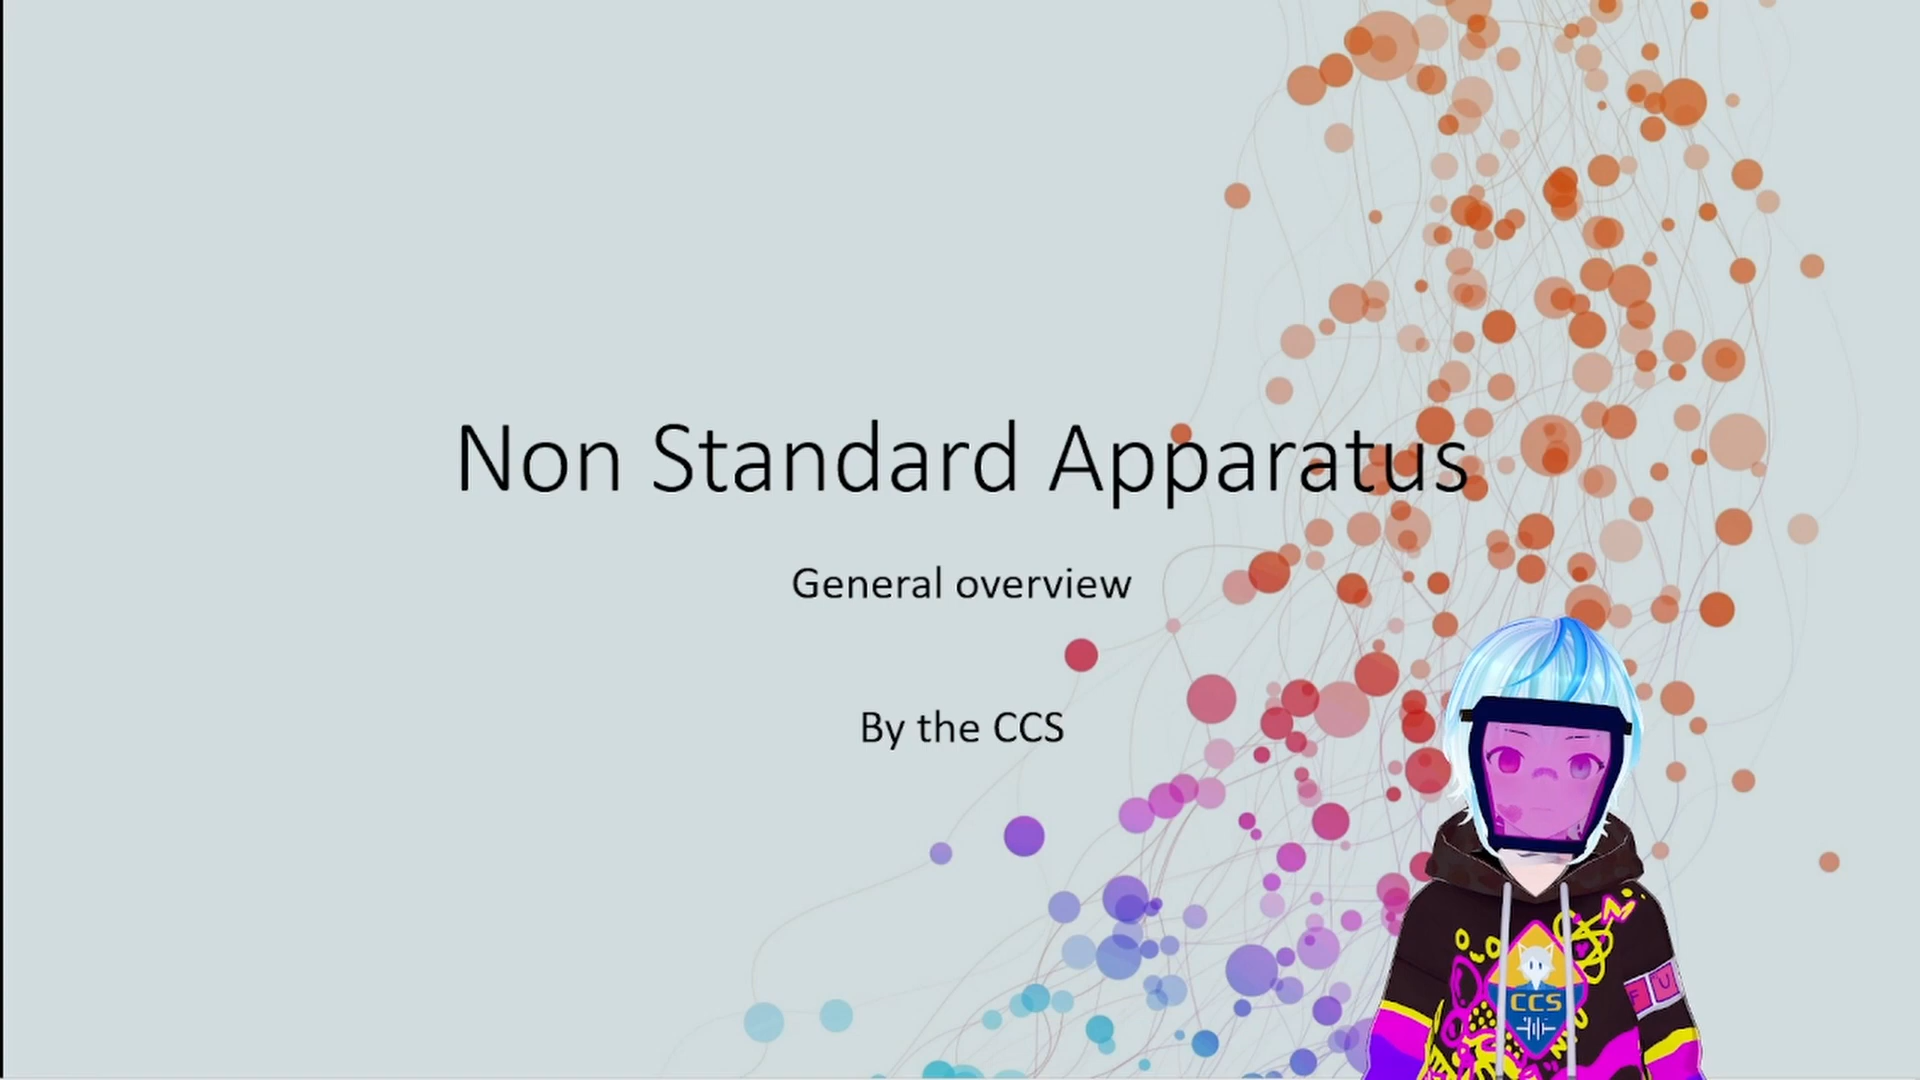 Non Standard Apparatus
General overview
By the CCS
CCS